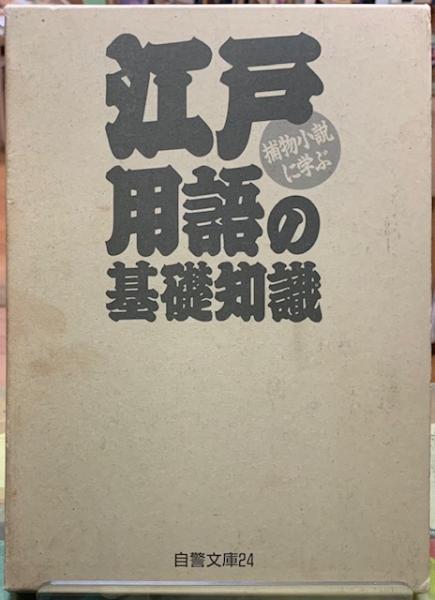 江戸
捕物小説
に学ぶ
用語の
基礎知識
自警文庫24